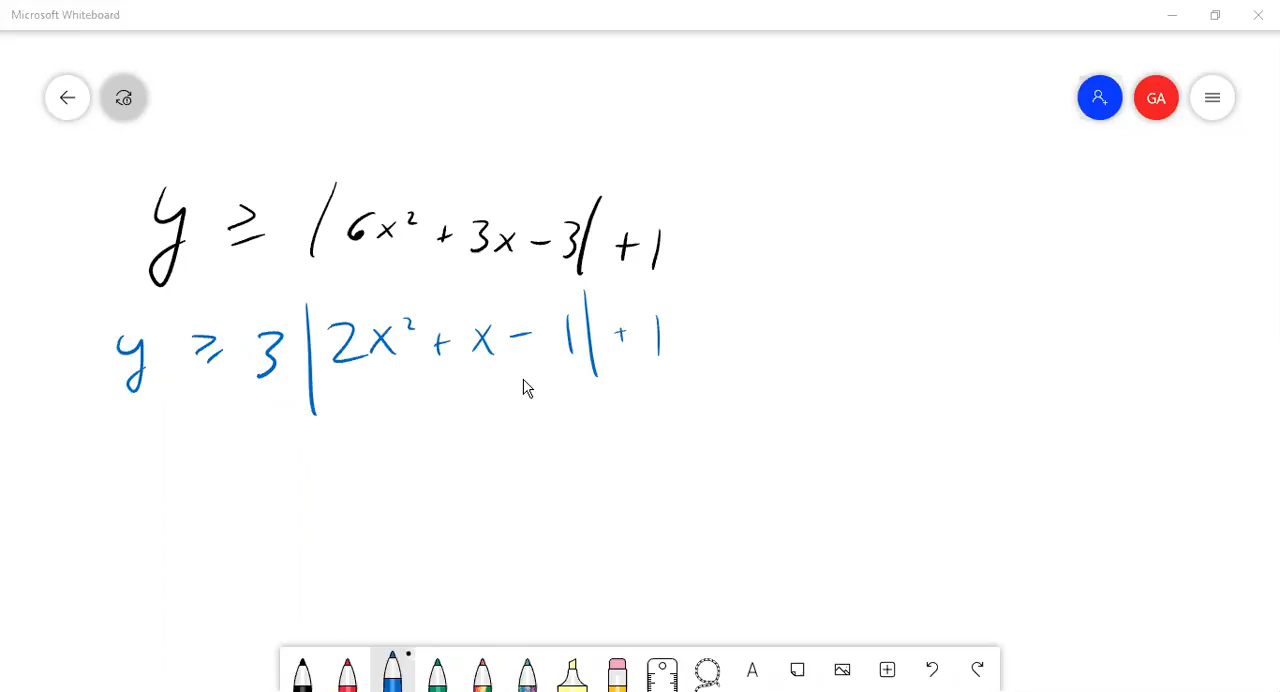 Microsoft Whiteboard
GA
y ≥ |6x² + 3x - 3| + 1
y ≥ 3|2x² + x - 1| + 1
A